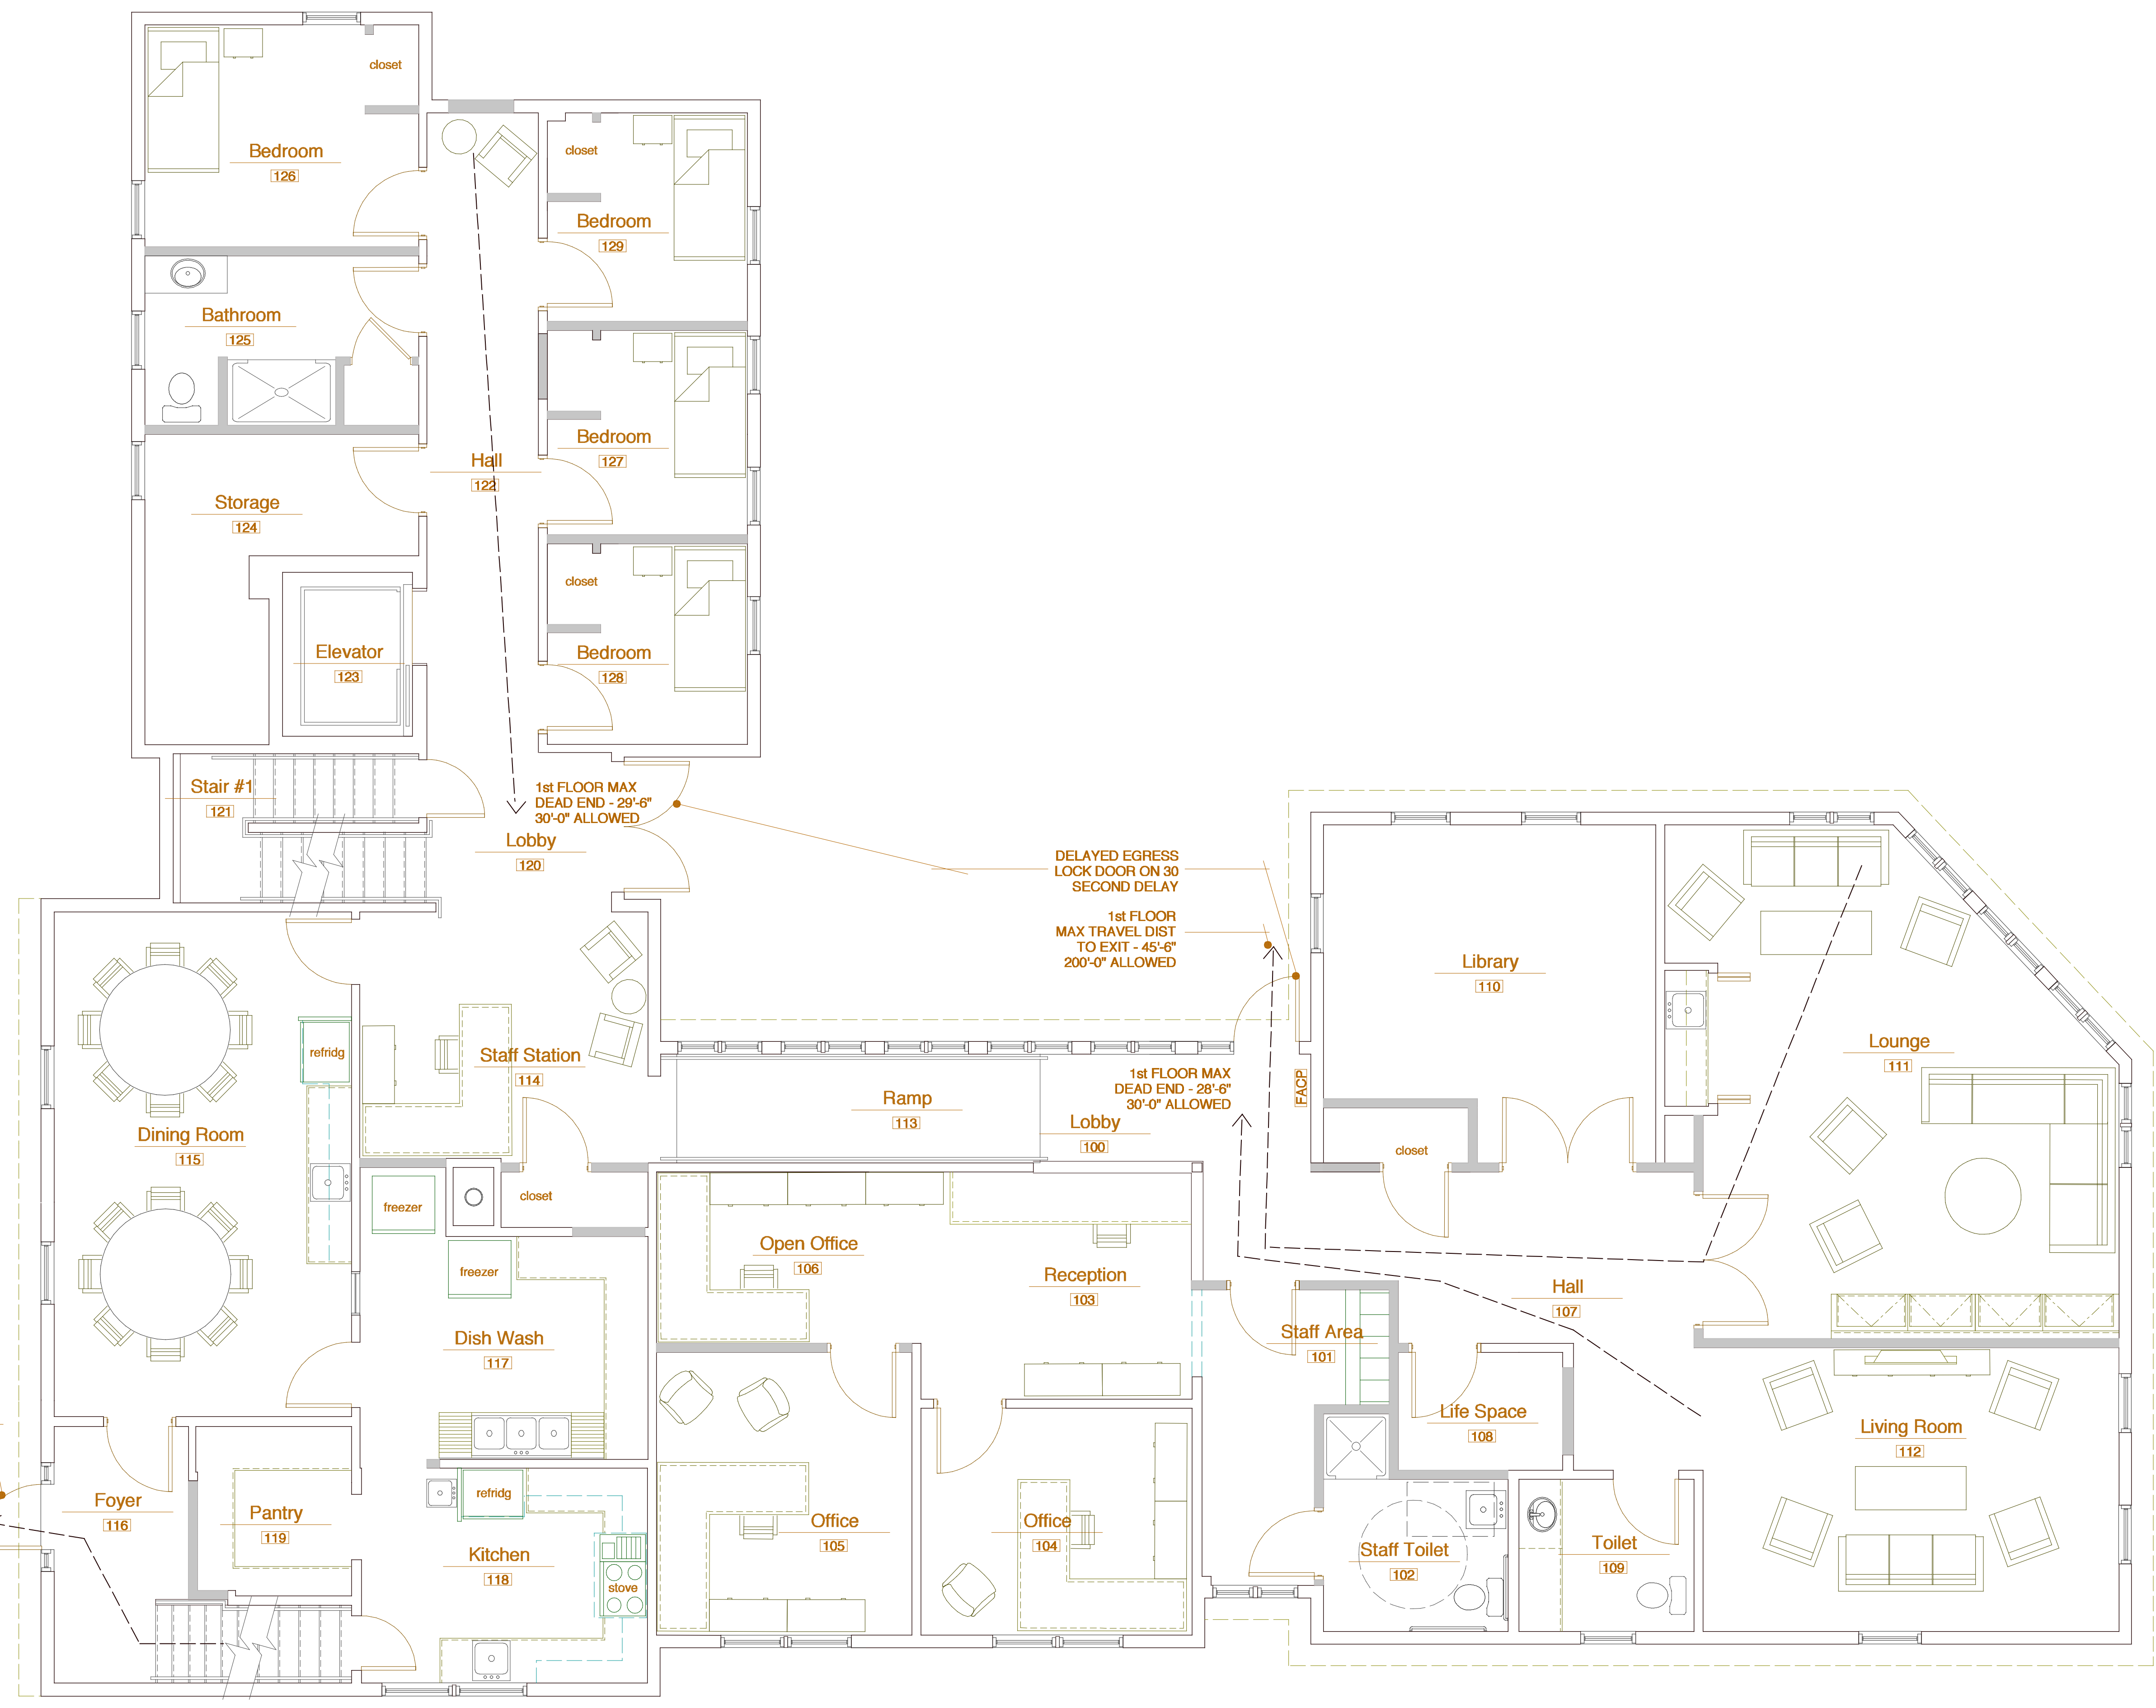 closet
Bedroom
126
closet
Bedroom
129
Bathroom
125
Bedroom
127
Hall
122
Storage
124
closet
Elevator
123
Bedroom
128
Stair #1
121
1st FLOOR MAX
DEAD END - 29'-6"
30'-0" ALLOWED
Lobby
120
DELAYED EGRESS
LOCK DOOR ON 30
SECOND DELAY
1st FLOOR
MAX TRAVEL DIST
TO EXIT - 45'-6"
200'-0" ALLOWED
Library
110
Lounge
111
refridg
Staff Station
114
1st FLOOR MAX
DEAD END - 28'-6"
30'-0" ALLOWED
FACP
Ramp
113
Lobby
100
Dining Room
115
closet
freezer
closet
Open Office
106
freezer
Reception
103
Hall
107
Dish Wash
117
Staff Area
101
Life Space
108
Living Room
112
refridg
Foyer
116
Pantry
119
Office
105
Office
104
Kitchen
118
stove
Staff Toilet
102
Toilet
109